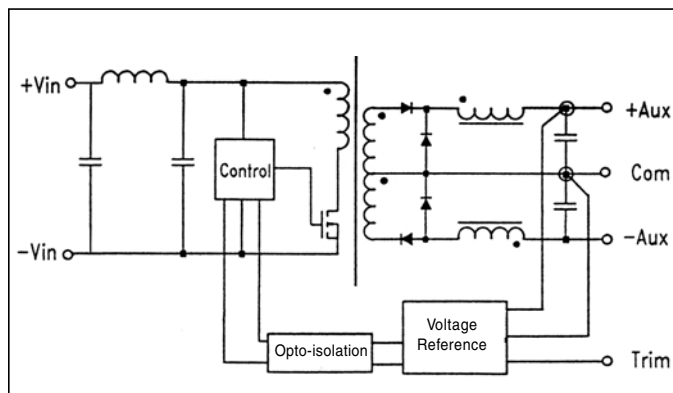 +Vin
+Aux
Control
Com
-Vin
-Aux
Voltage
Reference
Opto-isolation
Trim